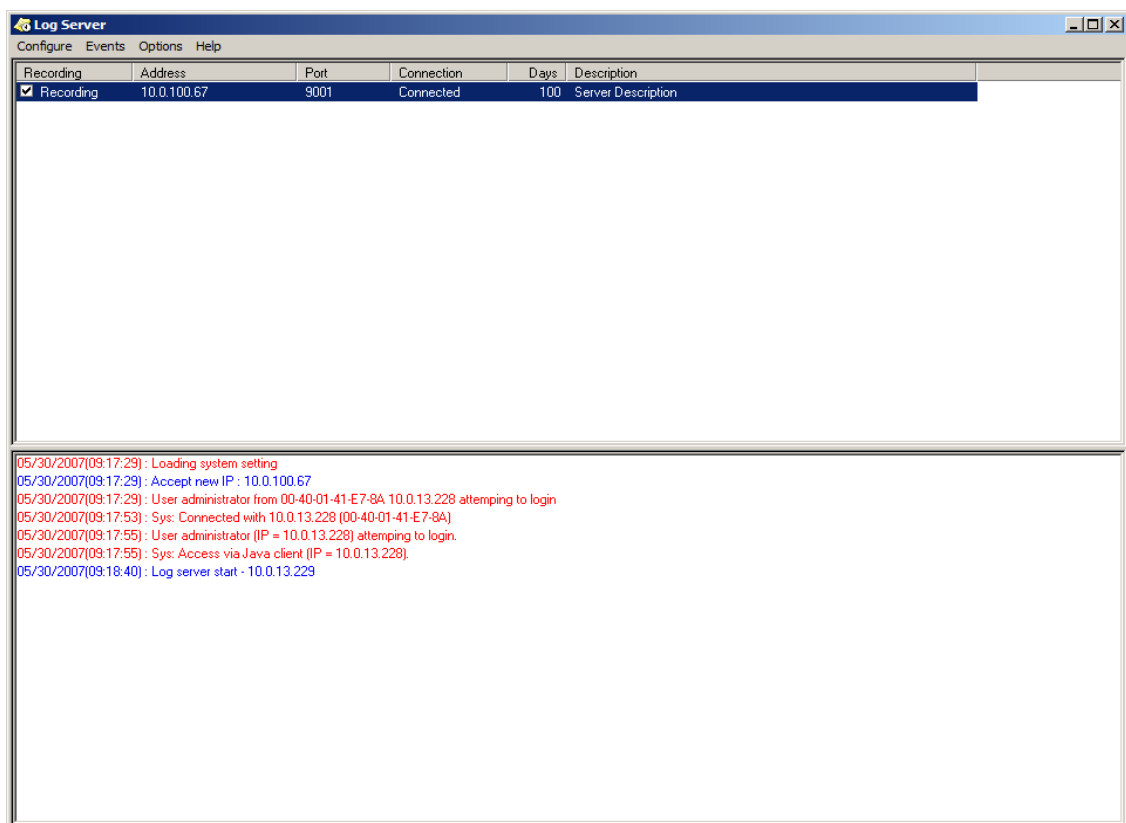 Log Server
Configure Events Options Help
Recording Address Port Connection Days Description
Recording 10.0.100.67 9001 Connected 100 Server Description
05/30/2007(09:17:29) : Loading system setting
05/30/2007(09:17:29) : Accept new IP : 10.0.100.67
05/30/2007(09:17:29) : User administrator from 00-40-01-41-E7-8A 10.0.13.228 attemping to login
05/30/2007(09:17:53) : Sys: Connected with 10.0.13.228 (00-40-01-41-E7-8A)
05/30/2007(09:17:55) : User administrator (IP = 10.0.13.228) attemping to login.
05/30/2007(09:17:55) : Sys: Access via Java client (IP = 10.0.13.228).
05/30/2007(09:18:40) : Log server start - 10.0.13.229